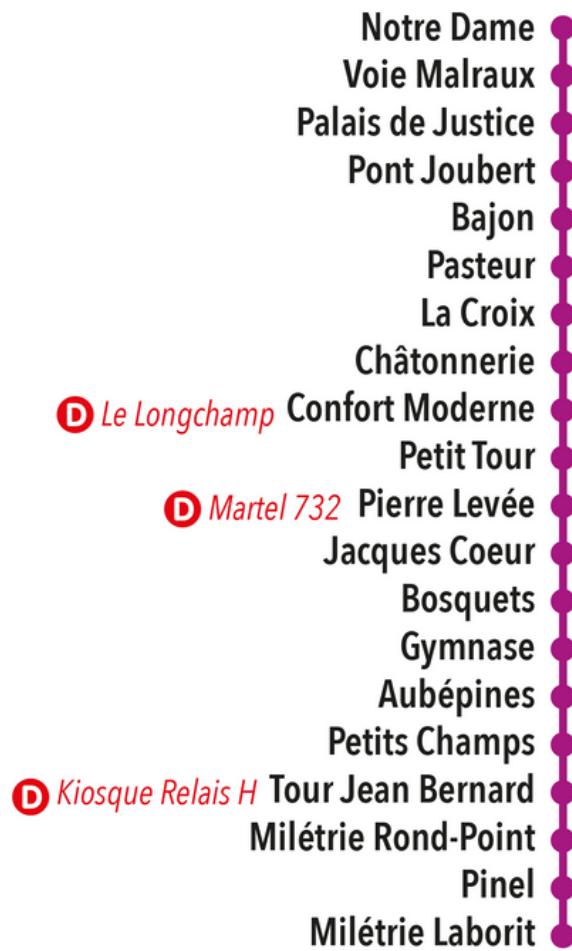 Notre Dame
Voie Malraux
Palais de Justice
Pont Joubert
Bajon
Pasteur
La Croix
Châtonnerie
D Le Longchamp Confort Moderne
Petit Tour
D Martel 732 Pierre Levée
Jacques Coeur
Bosquets
Gymnase
Aubépines
Petits Champs
D Kiosque Relais H Tour Jean Bernard
Milétrie Rond-Point
Pinel
Milétrie Laborit